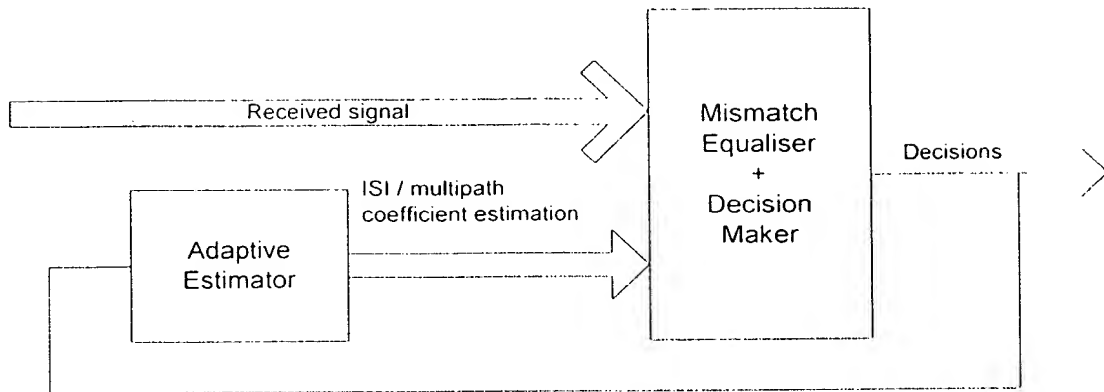 Received signal
Mismatch
Equaliser
+
Decision
Maker
Decisions
ISI / multipath
coefficient estimation
Adaptive
Estimator